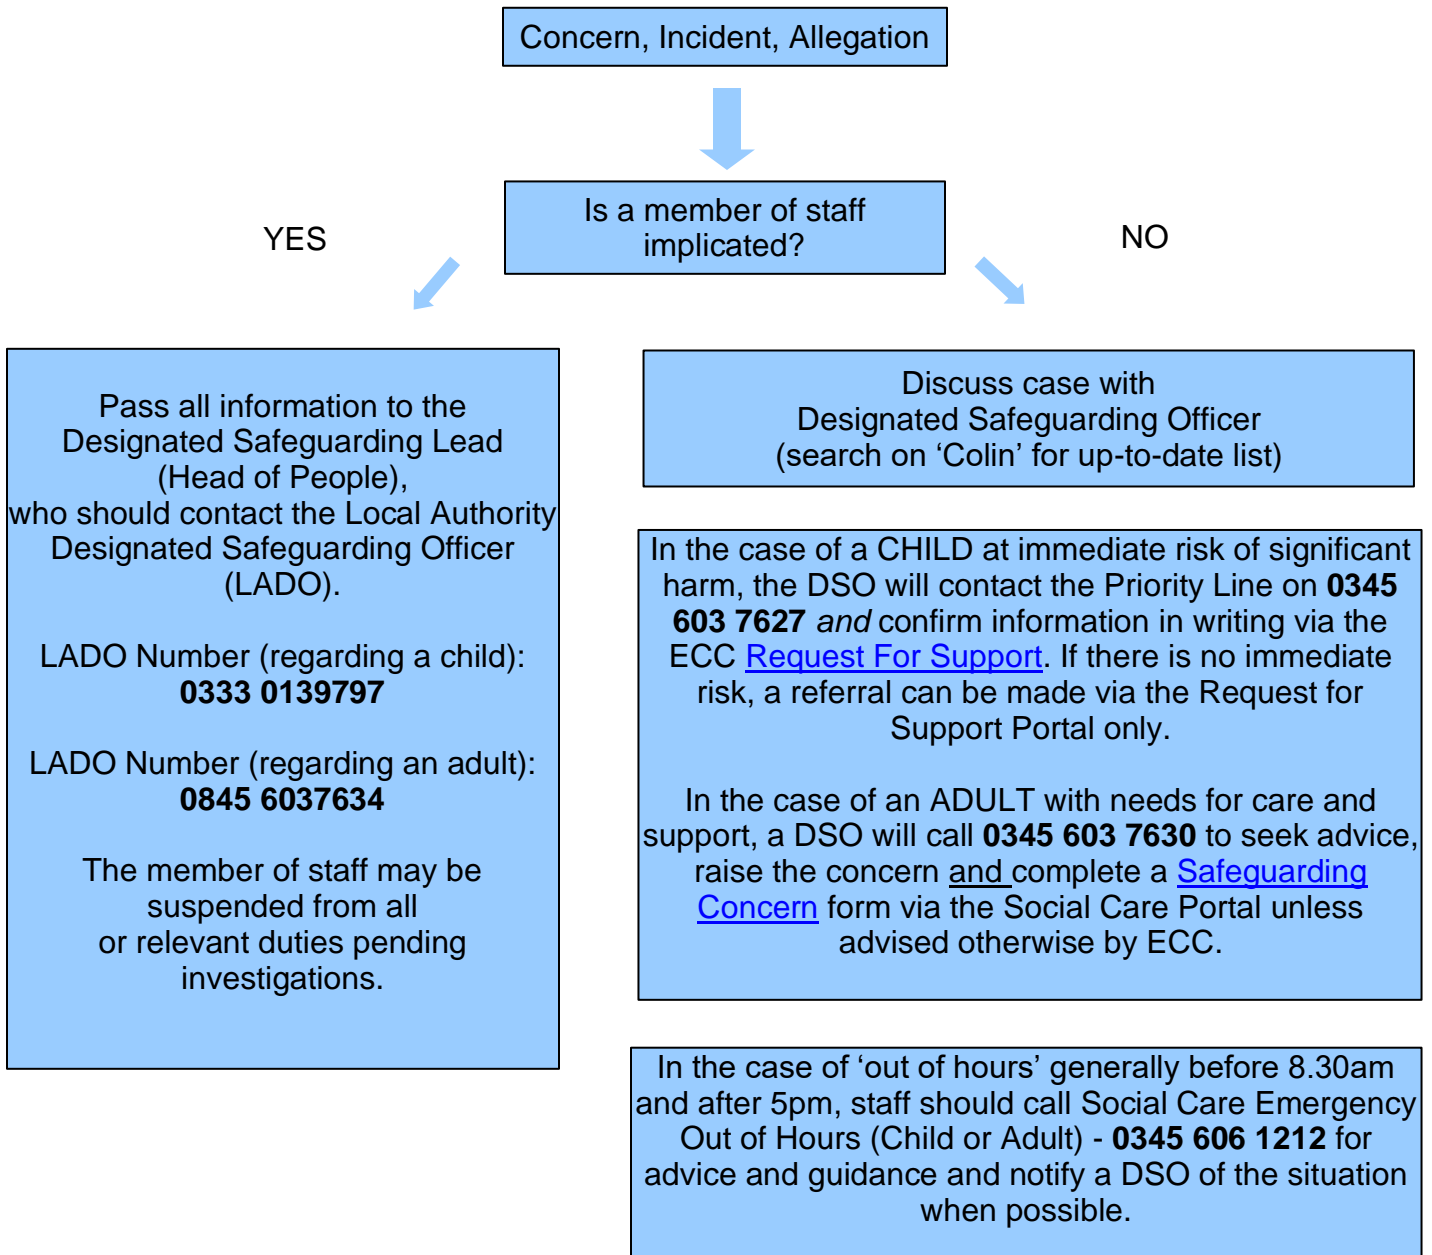 Concern, Incident, Allegation
Is a member of staff
implicated?
YES
NO
Pass all information to the
Designated Safeguarding Lead
(Head of People),
who should contact the Local Authority
Designated Safeguarding Officer
(LADO).
LADO Number (regarding a child):
0333 0139797
LADO Number (regarding an adult):
0845 6037634
The member of staff may be
suspended from all
or relevant duties pending
investigations.
Discuss case with
Designated Safeguarding Officer
(search on ‘Colin’ for up-to-date list)
In the case of a CHILD at immediate risk of significant
harm, the DSO will contact the Priority Line on 0345
603 7627 and confirm information in writing via the
ECC Request For Support. If there is no immediate
risk, a referral can be made via the Request for
Support Portal only.
In the case of an ADULT with needs for care and
support, a DSO will call 0345 603 7630 to seek advice,
raise the concern and complete a Safeguarding
Concern form via the Social Care Portal unless
advised otherwise by ECC.
In the case of ‘out of hours’ generally before 8.30am
and after 5pm, staff should call Social Care Emergency
Out of Hours (Child or Adult) - 0345 606 1212 for
advice and guidance and notify a DSO of the situation
when possible.